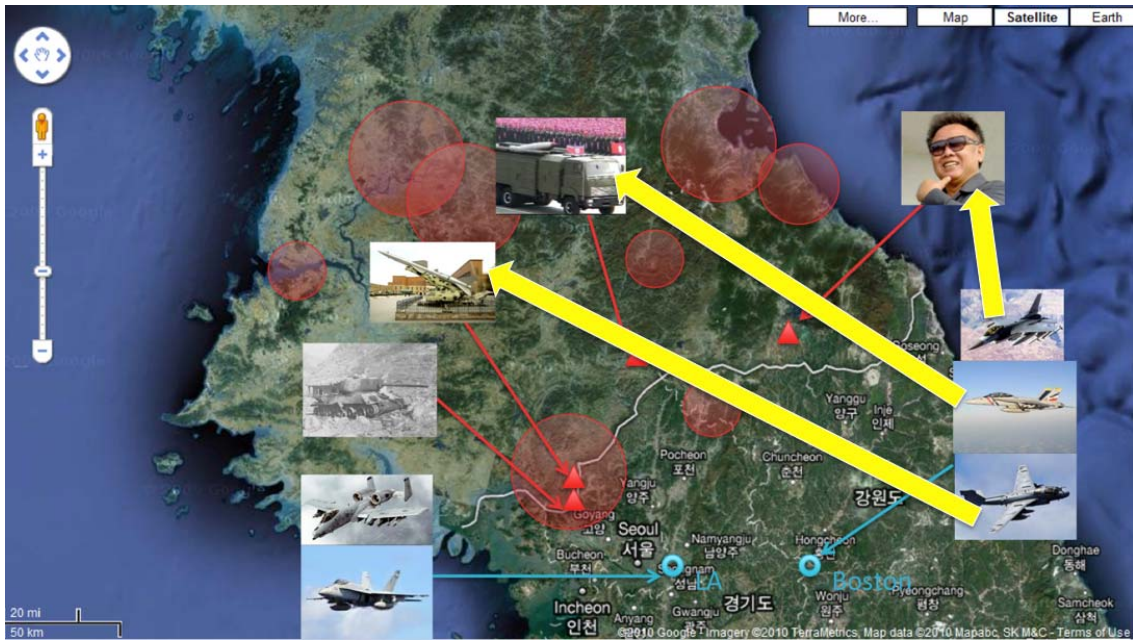 More...
Map
Satellite
Earth
Goseong
Yanggu
양구
Inje
인제
Pocheon
포천
Chuncheon
춘천
Yangju
양주
강원도
Goyang
고양
Seoul
서울
Namyangju
남양주
Hongcheon
Bucheon
부천
성남
LA
Boston
Donghae
동해
Incheon
인천
Gwangju
광주
경기도
Wonju
원주
Pyeongchang
평창
Samcheok
삼척
Anyang
20 mi
50 km
©2010 Google - Imagery ©2010 TerraMetrics, Map data ©2010 Mapabc, SK M&C - Terms of Use